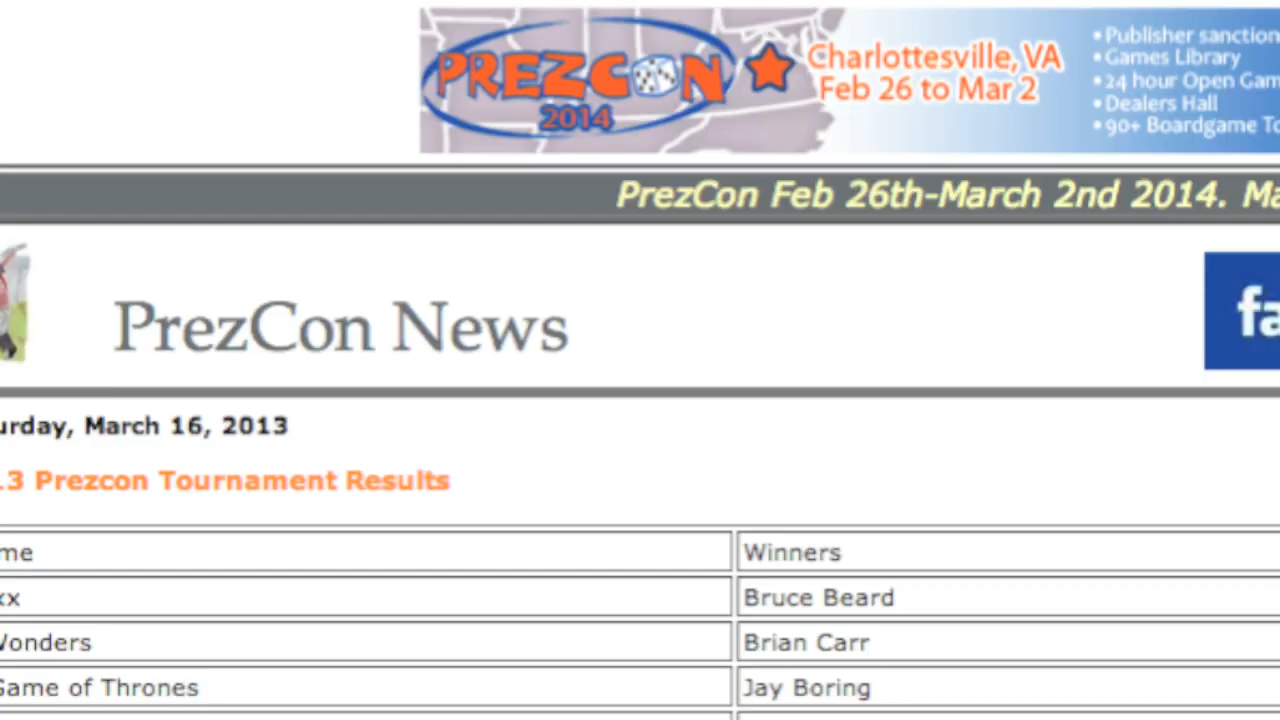 PREZCON
2014
Charlottesville, VA
Feb 26 to Mar 2
• Publisher sanction
• Games Library
• 24 hour Open Gam
• Dealers Hall
• 90+ Boardgame To
PrezCon Feb 26th-March 2nd 2014. Ma
PrezCon News
fa
urday, March 16, 2013
.3 Prezcon Tournament Results
me Winners
xx Bruce Beard
Wonders Brian Carr
Game of Thrones Jay Boring